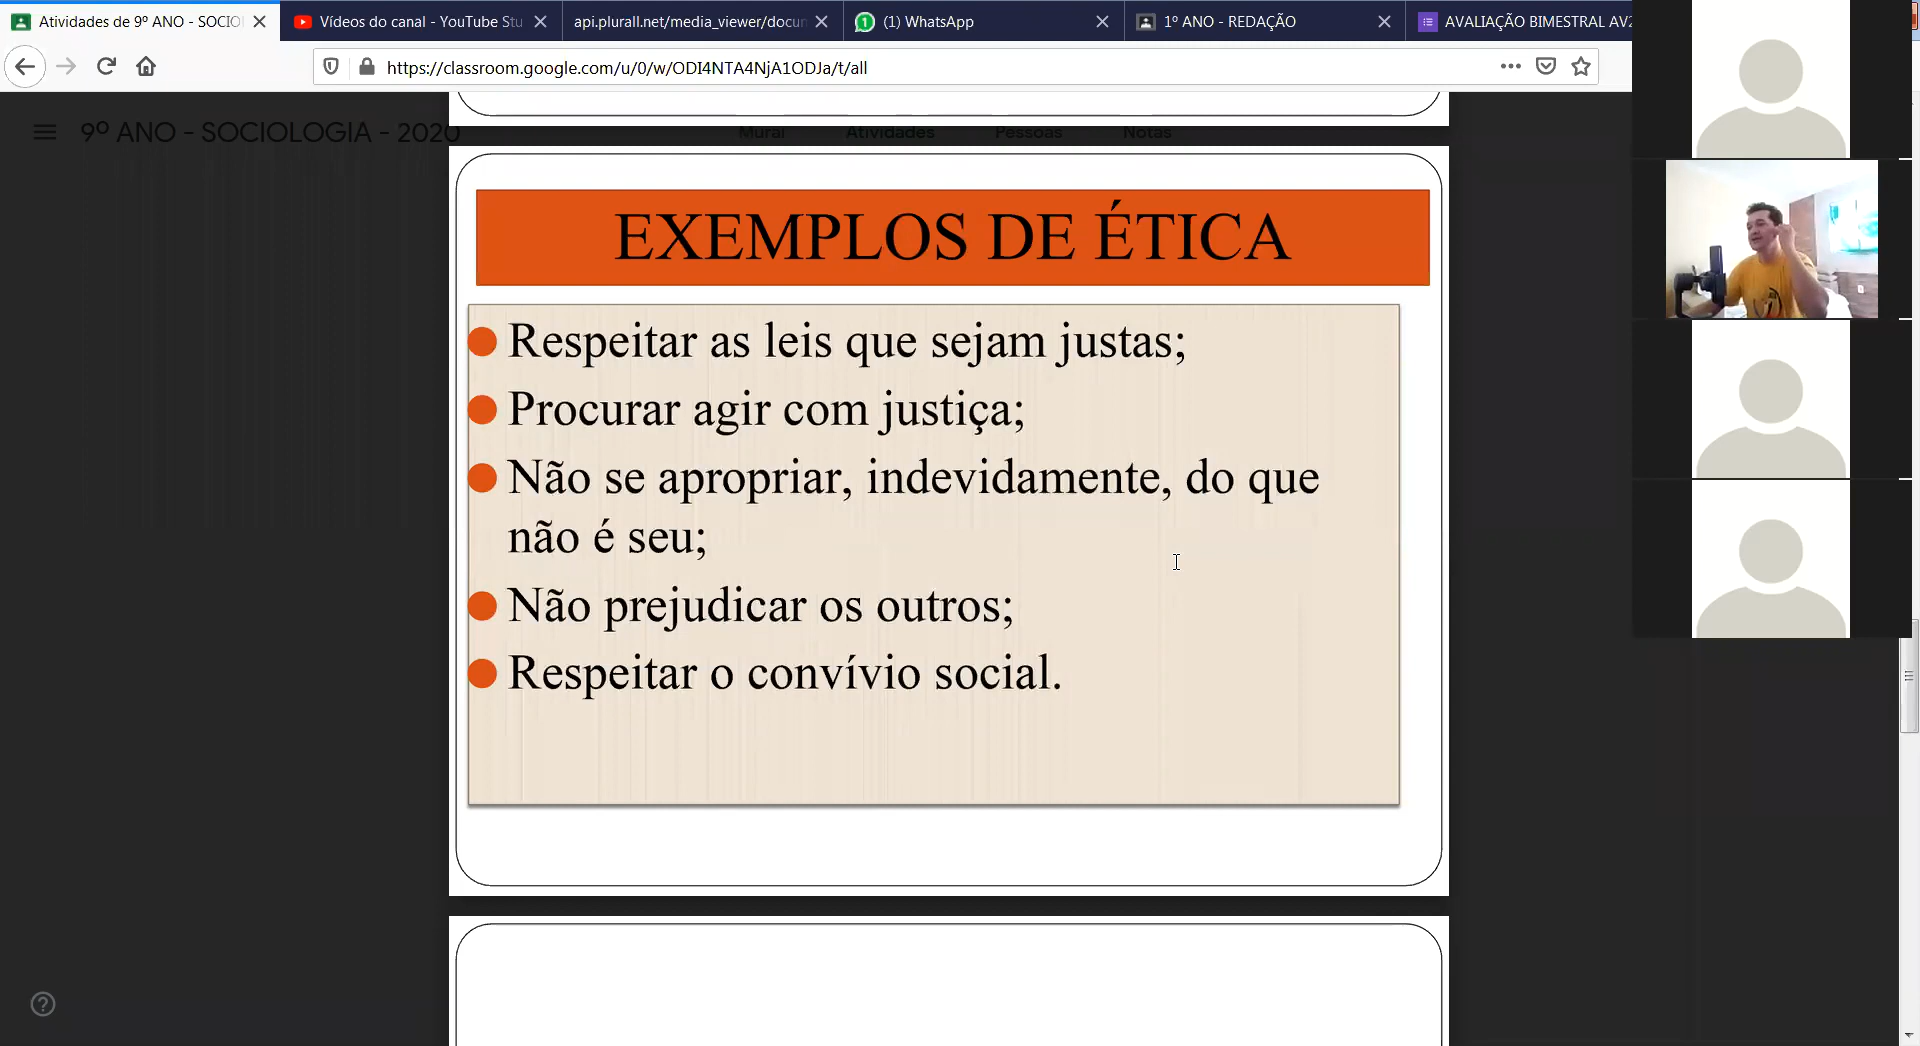 Atividades de 9º ANO - SOCIO
Vídeos do canal - YouTube Stu
api.plurall.net/media_viewer/docu
(1) WhatsApp
1º ANO - REDAÇÃO
AVALIAÇÃO BIMESTRAL AV2
https://classroom.google.com/u/0/w/ODI4NTA4NjA1ODJa/t/all
9º ANO - SOCIOLOGIA - 2020
Mural
Atividades
Pessoas
Notas
EXEMPLOS DE ÉTICA
Respeitar as leis que sejam justas;
Procurar agir com justiça;
Não se apropriar, indevidamente, do que
não é seu;
Não prejudicar os outros;
Respeitar o convívio social.